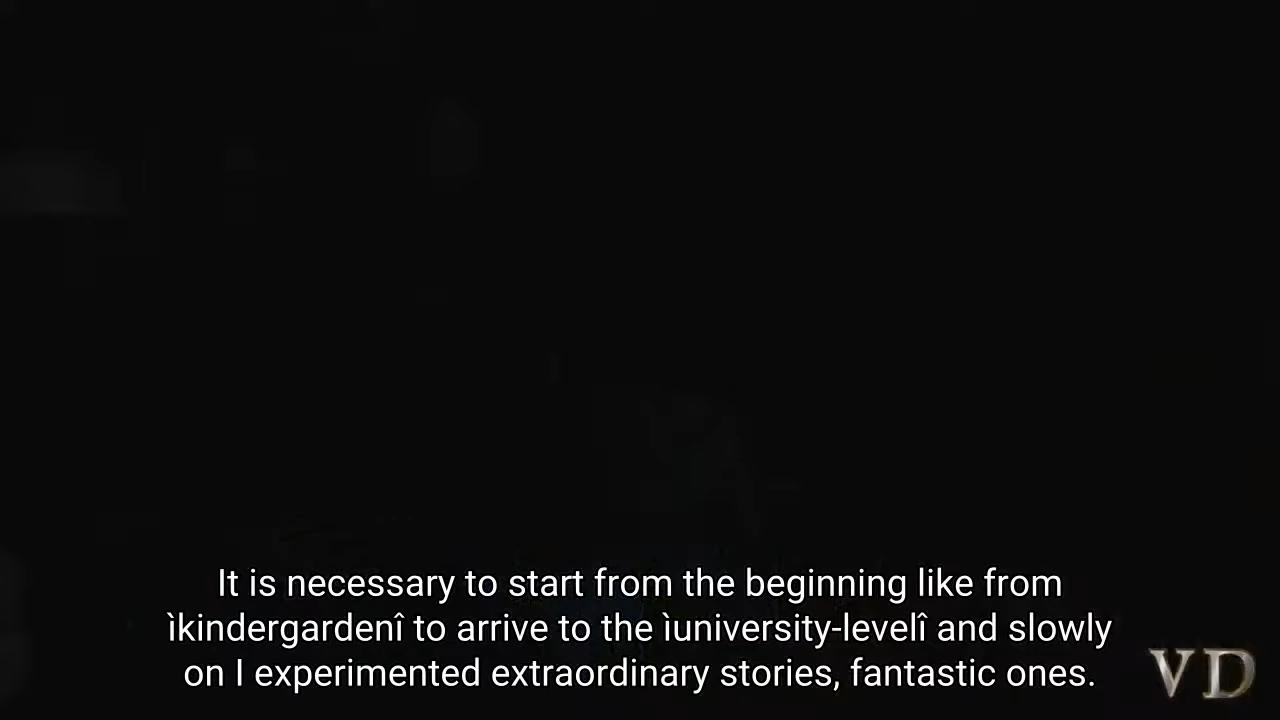 It is necessary to start from the beginning like from
ìkindergardenî to arrive to the ìuniversity-levelî and slowly
on I experimented extraordinary stories, fantastic ones.
VD